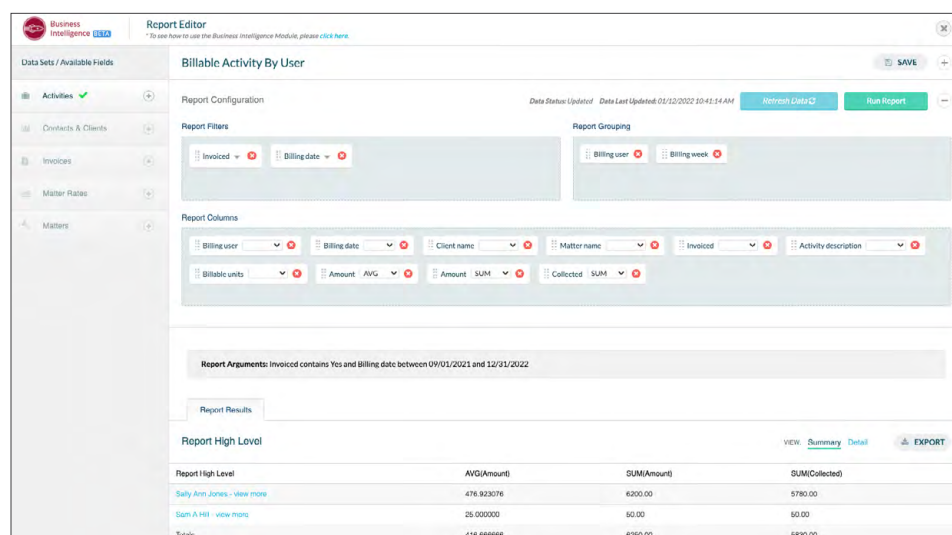 Business
Intelligence BETA
Report Editor
* To see how to use the Business Intelligence Module, please click here.
Data Sets / Available Fields
Billable Activity By User
SAVE
Activities
Report Configuration
Data Status: Updated Data Last Updated: 01/12/2022 10:41:14 AM
Refresh Data
Run Report
Contacts & Clients
Report Filters
Report Grouping
Invoiced
Billing date
Billing user
Billing week
Invoices
Matter Rates
Matters
Report Columns
Billing user
Billing date
Client name
Matter name
Invoiced
Activity description
Billable units
Amount AVG
Amount SUM
Collected SUM
Report Arguments: Invoiced contains Yes and Billing date between 09/01/2021 and 12/31/2022
Report Results
Report High Level
VIEW: Summary Detail
EXPORT
Report High Level AVG(Amount) SUM(Amount) SUM(Collected)
Sally Ann Jones - view more 476.923076 6200.00 5780.00
Sam A Hill - view more 25.000000 50.00 50.00
Totals 416.666666 6250.00 5830.00